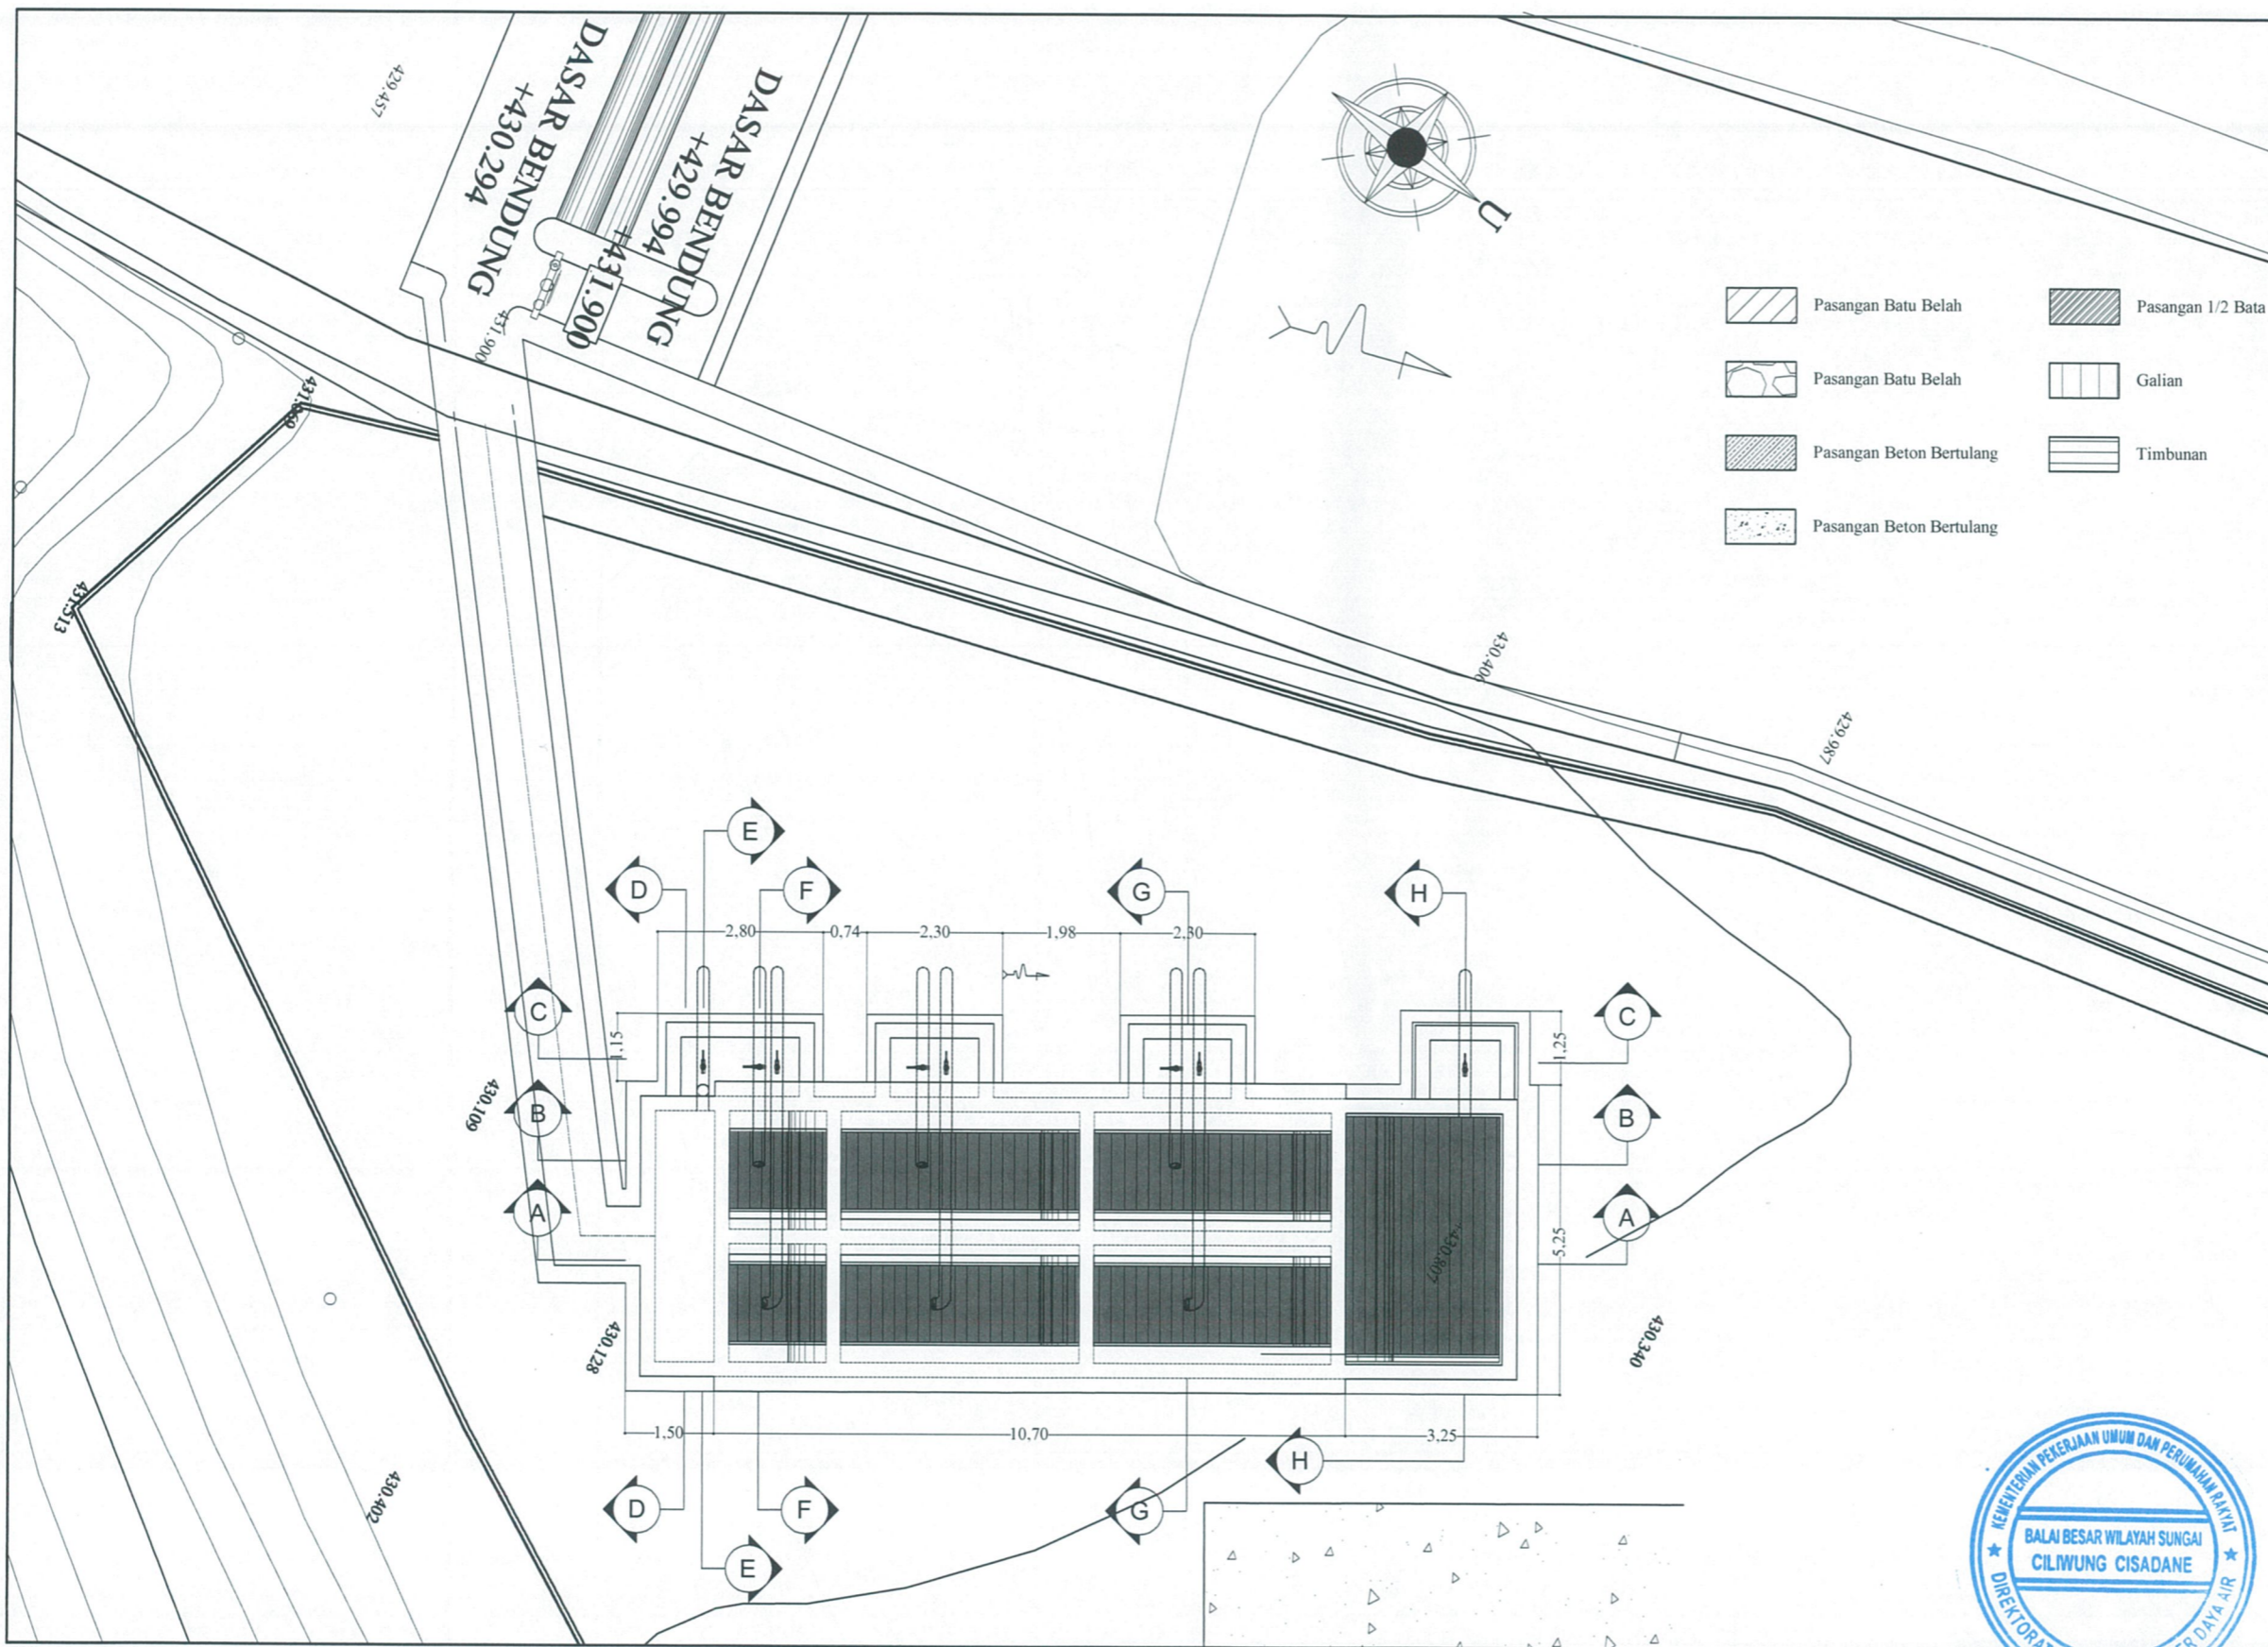 429.457
DASAR BENDUNG
+430.294
DASAR BENDUNG
+429.994
+431.900
431.900
U
Pasangan Batu Belah
Pasangan 1/2 Bata
Pasangan Batu Belah
Galian
Pasangan Beton Bertulang
Timbunan
Pasangan Beton Bertulang
431.513
430.406
429.987
E
D
F
G
H
2,80
0,74
2,30
1,98
2,30
C
C
1,15
1,25
430.109
B
B
A
A
5,25
+430.807
430.128
430.340
1,50
10,70
3,25
H
430.402
D
F
G
E
KEMENTERIAN PEKERJAAN UMUM DAN PERUMAHAN RAKYAT
BALAI BESAR WILAYAH SUNGAI
CILIWUNG CISADANE
DAYA AIR